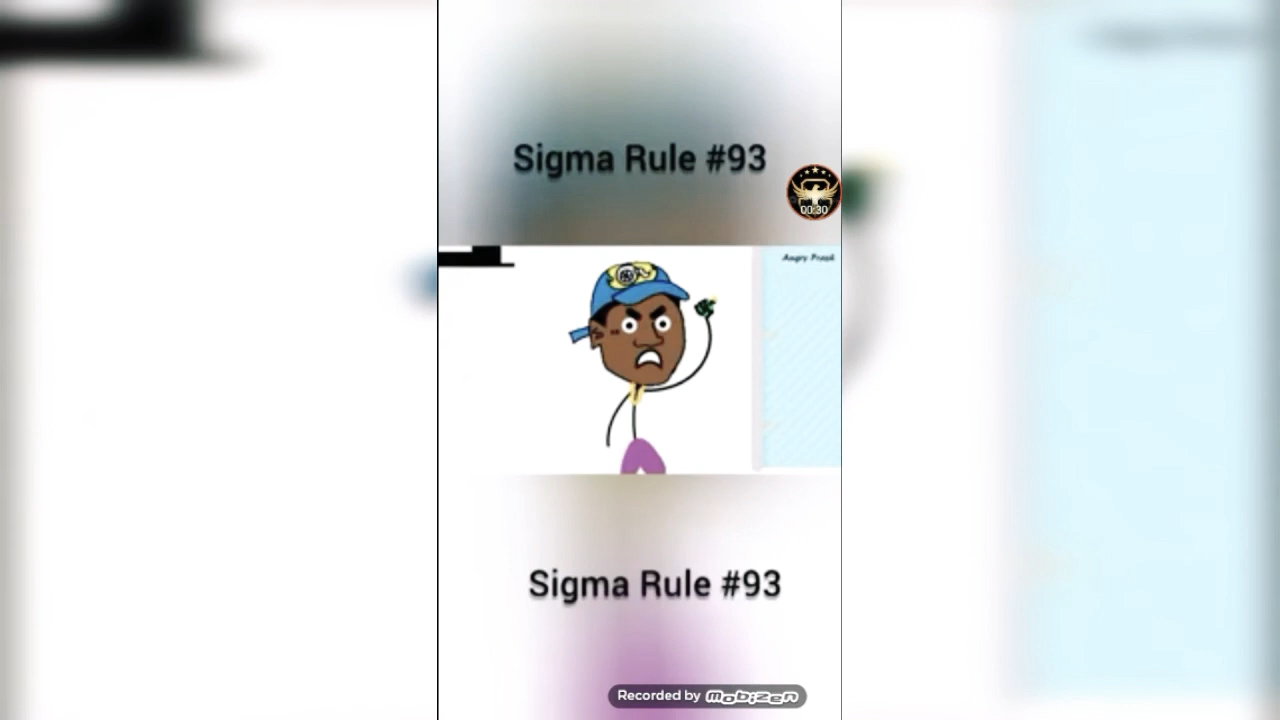 Sigma Rule #93
00:30
Angry Prash
Sigma Rule #93
Recorded by mobizen